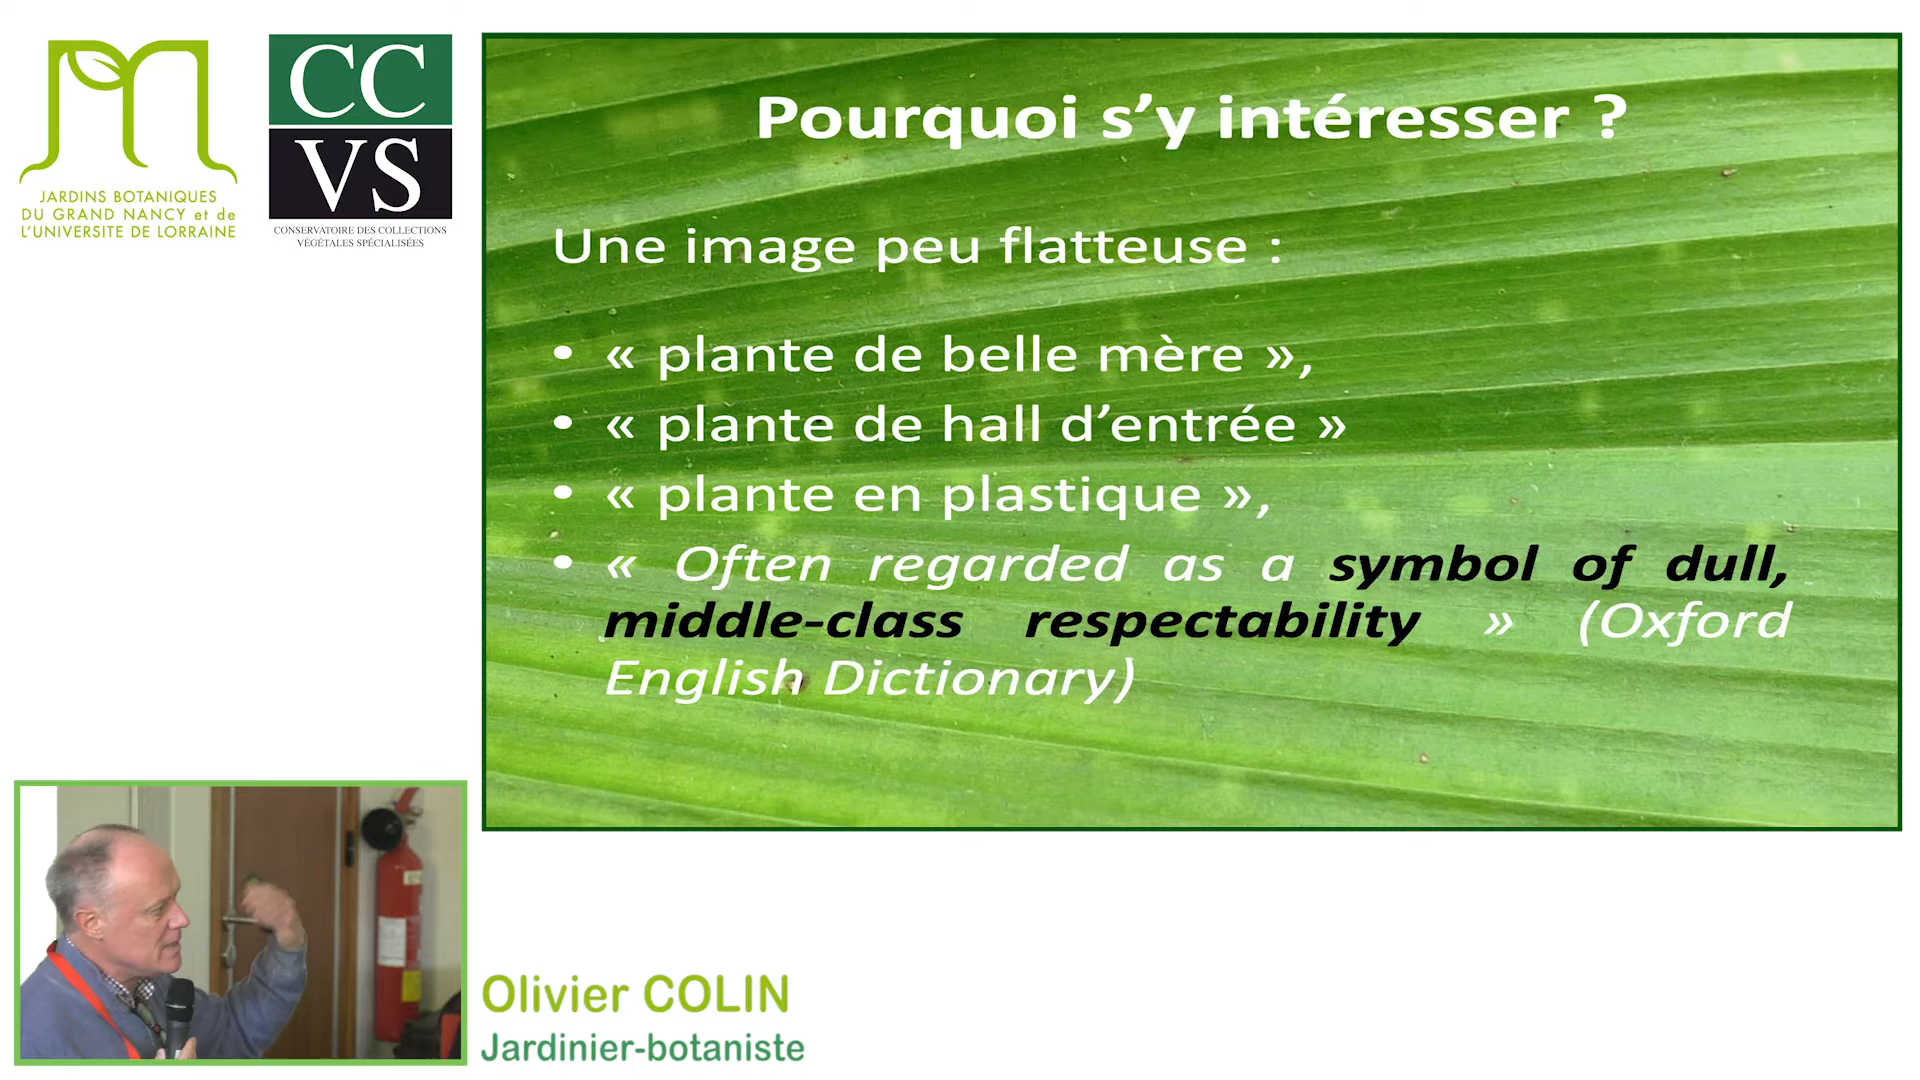 JARDINS BOTANIQUES
DU GRAND NANCY et de
L'UNIVERSITE DE LORRAINE
CC
VS
CONSERVATOIRE DES COLLECTIONS
VÉGÉTALES SPÉCIALISÉES
Pourquoi s’y intéresser ?
Une image peu flatteuse :
• « plante de belle mère »,
• « plante de hall d’entrée »
• « plante en plastique »,
• « Often regarded as a symbol of dull,
middle-class respectability » (Oxford
English Dictionary)
Olivier COLIN
Jardinier-botaniste